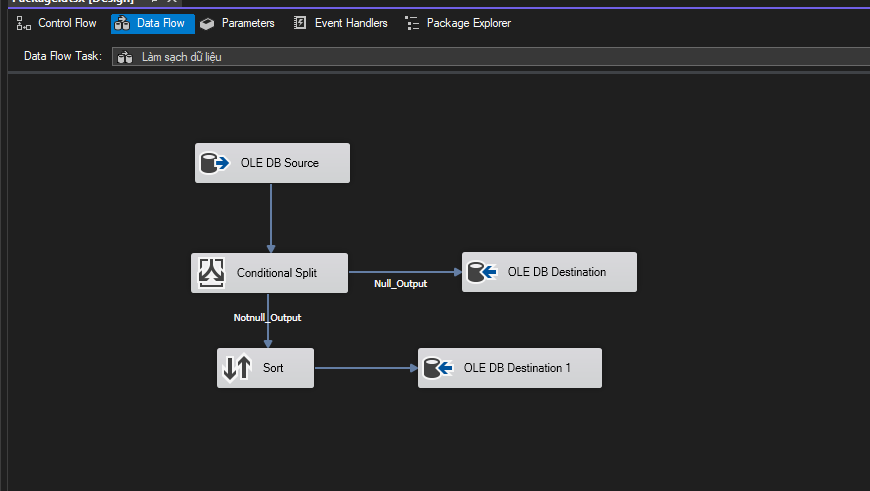 Package.dtsx [Design]
Control Flow
Data Flow
Parameters
Event Handlers
Package Explorer
Data Flow Task:
Làm sạch dữ liệu
OLE DB Source
Conditional Split
Null_Output
OLE DB Destination
Notnull_Output
Sort
OLE DB Destination 1